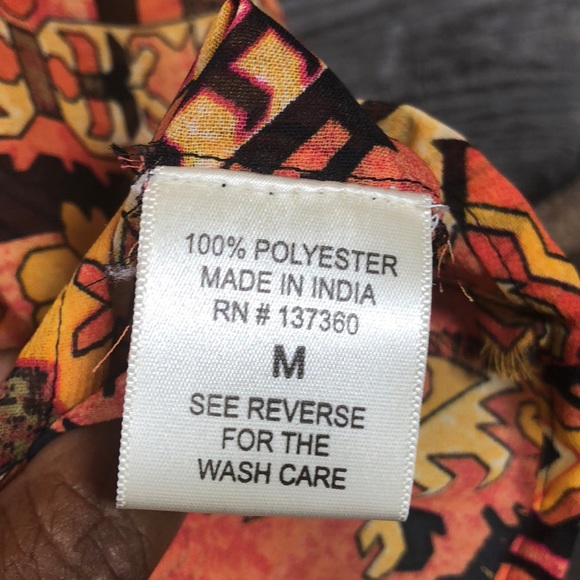 100% POLYESTER
MADE IN INDIA
RN # 137360
M
SEE REVERSE
FOR THE
WASH CARE